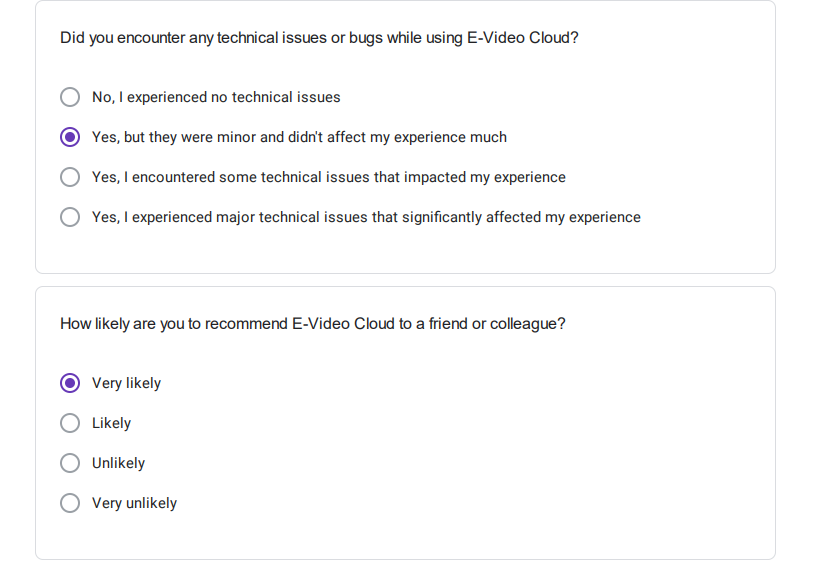 Did you encounter any technical issues or bugs while using E-Video Cloud?
No, I experienced no technical issues
Yes, but they were minor and didn't affect my experience much
Yes, I encountered some technical issues that impacted my experience
Yes, I experienced major technical issues that significantly affected my experience
How likely are you to recommend E-Video Cloud to a friend or colleague?
Very likely
Likely
Unlikely
Very unlikely